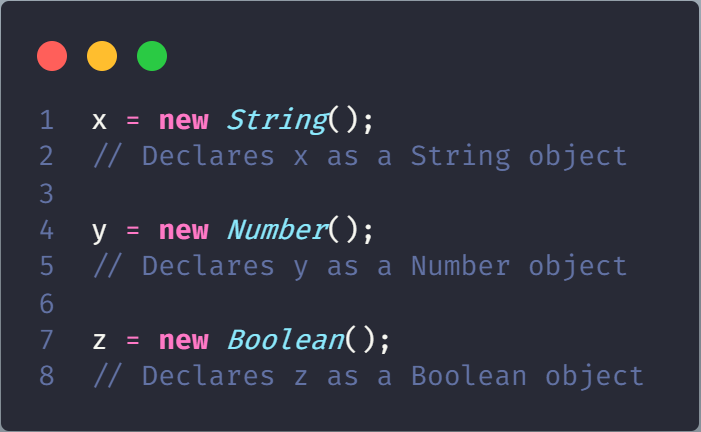 1 x = new String();
2 // Declares x as a String object
3
4 y = new Number();
5 // Declares y as a Number object
6
7 z = new Boolean();
8 // Declares z as a Boolean object